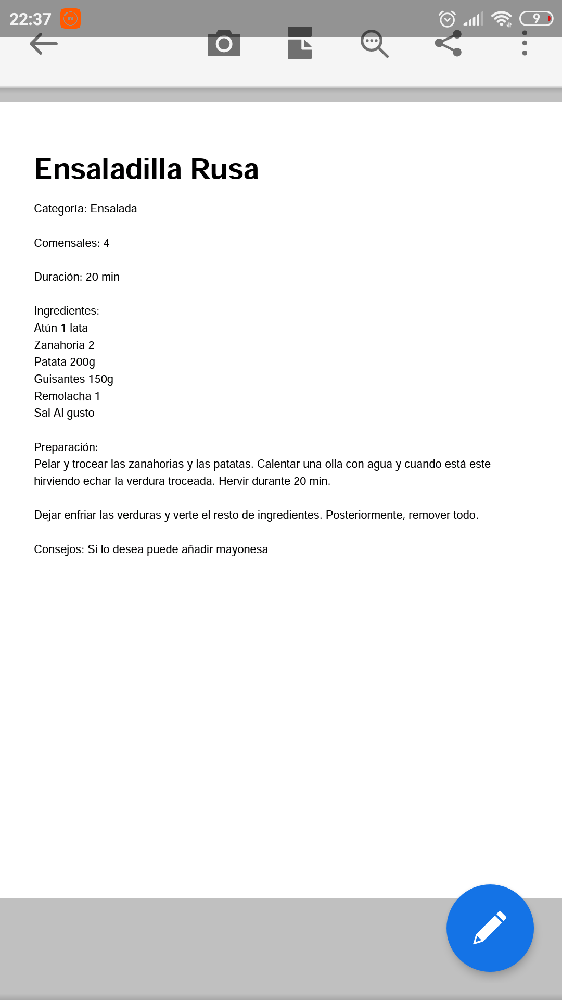 22:37
mi
9
Ensaladilla Rusa
Categoría: Ensalada
Comensales: 4
Duración: 20 min
Ingredientes:
Atún 1 lata
Zanahoria 2
Patata 200g
Guisantes 150g
Remolacha 1
Sal Al gusto
Preparación:
Pelar y trocear las zanahorias y las patatas. Calentar una olla con agua y cuando está este
hirviendo echar la verdura troceada. Hervir durante 20 min.
Dejar enfriar las verduras y verte el resto de ingredientes. Posteriormente, remover todo.
Consejos: Si lo desea puede añadir mayonesa